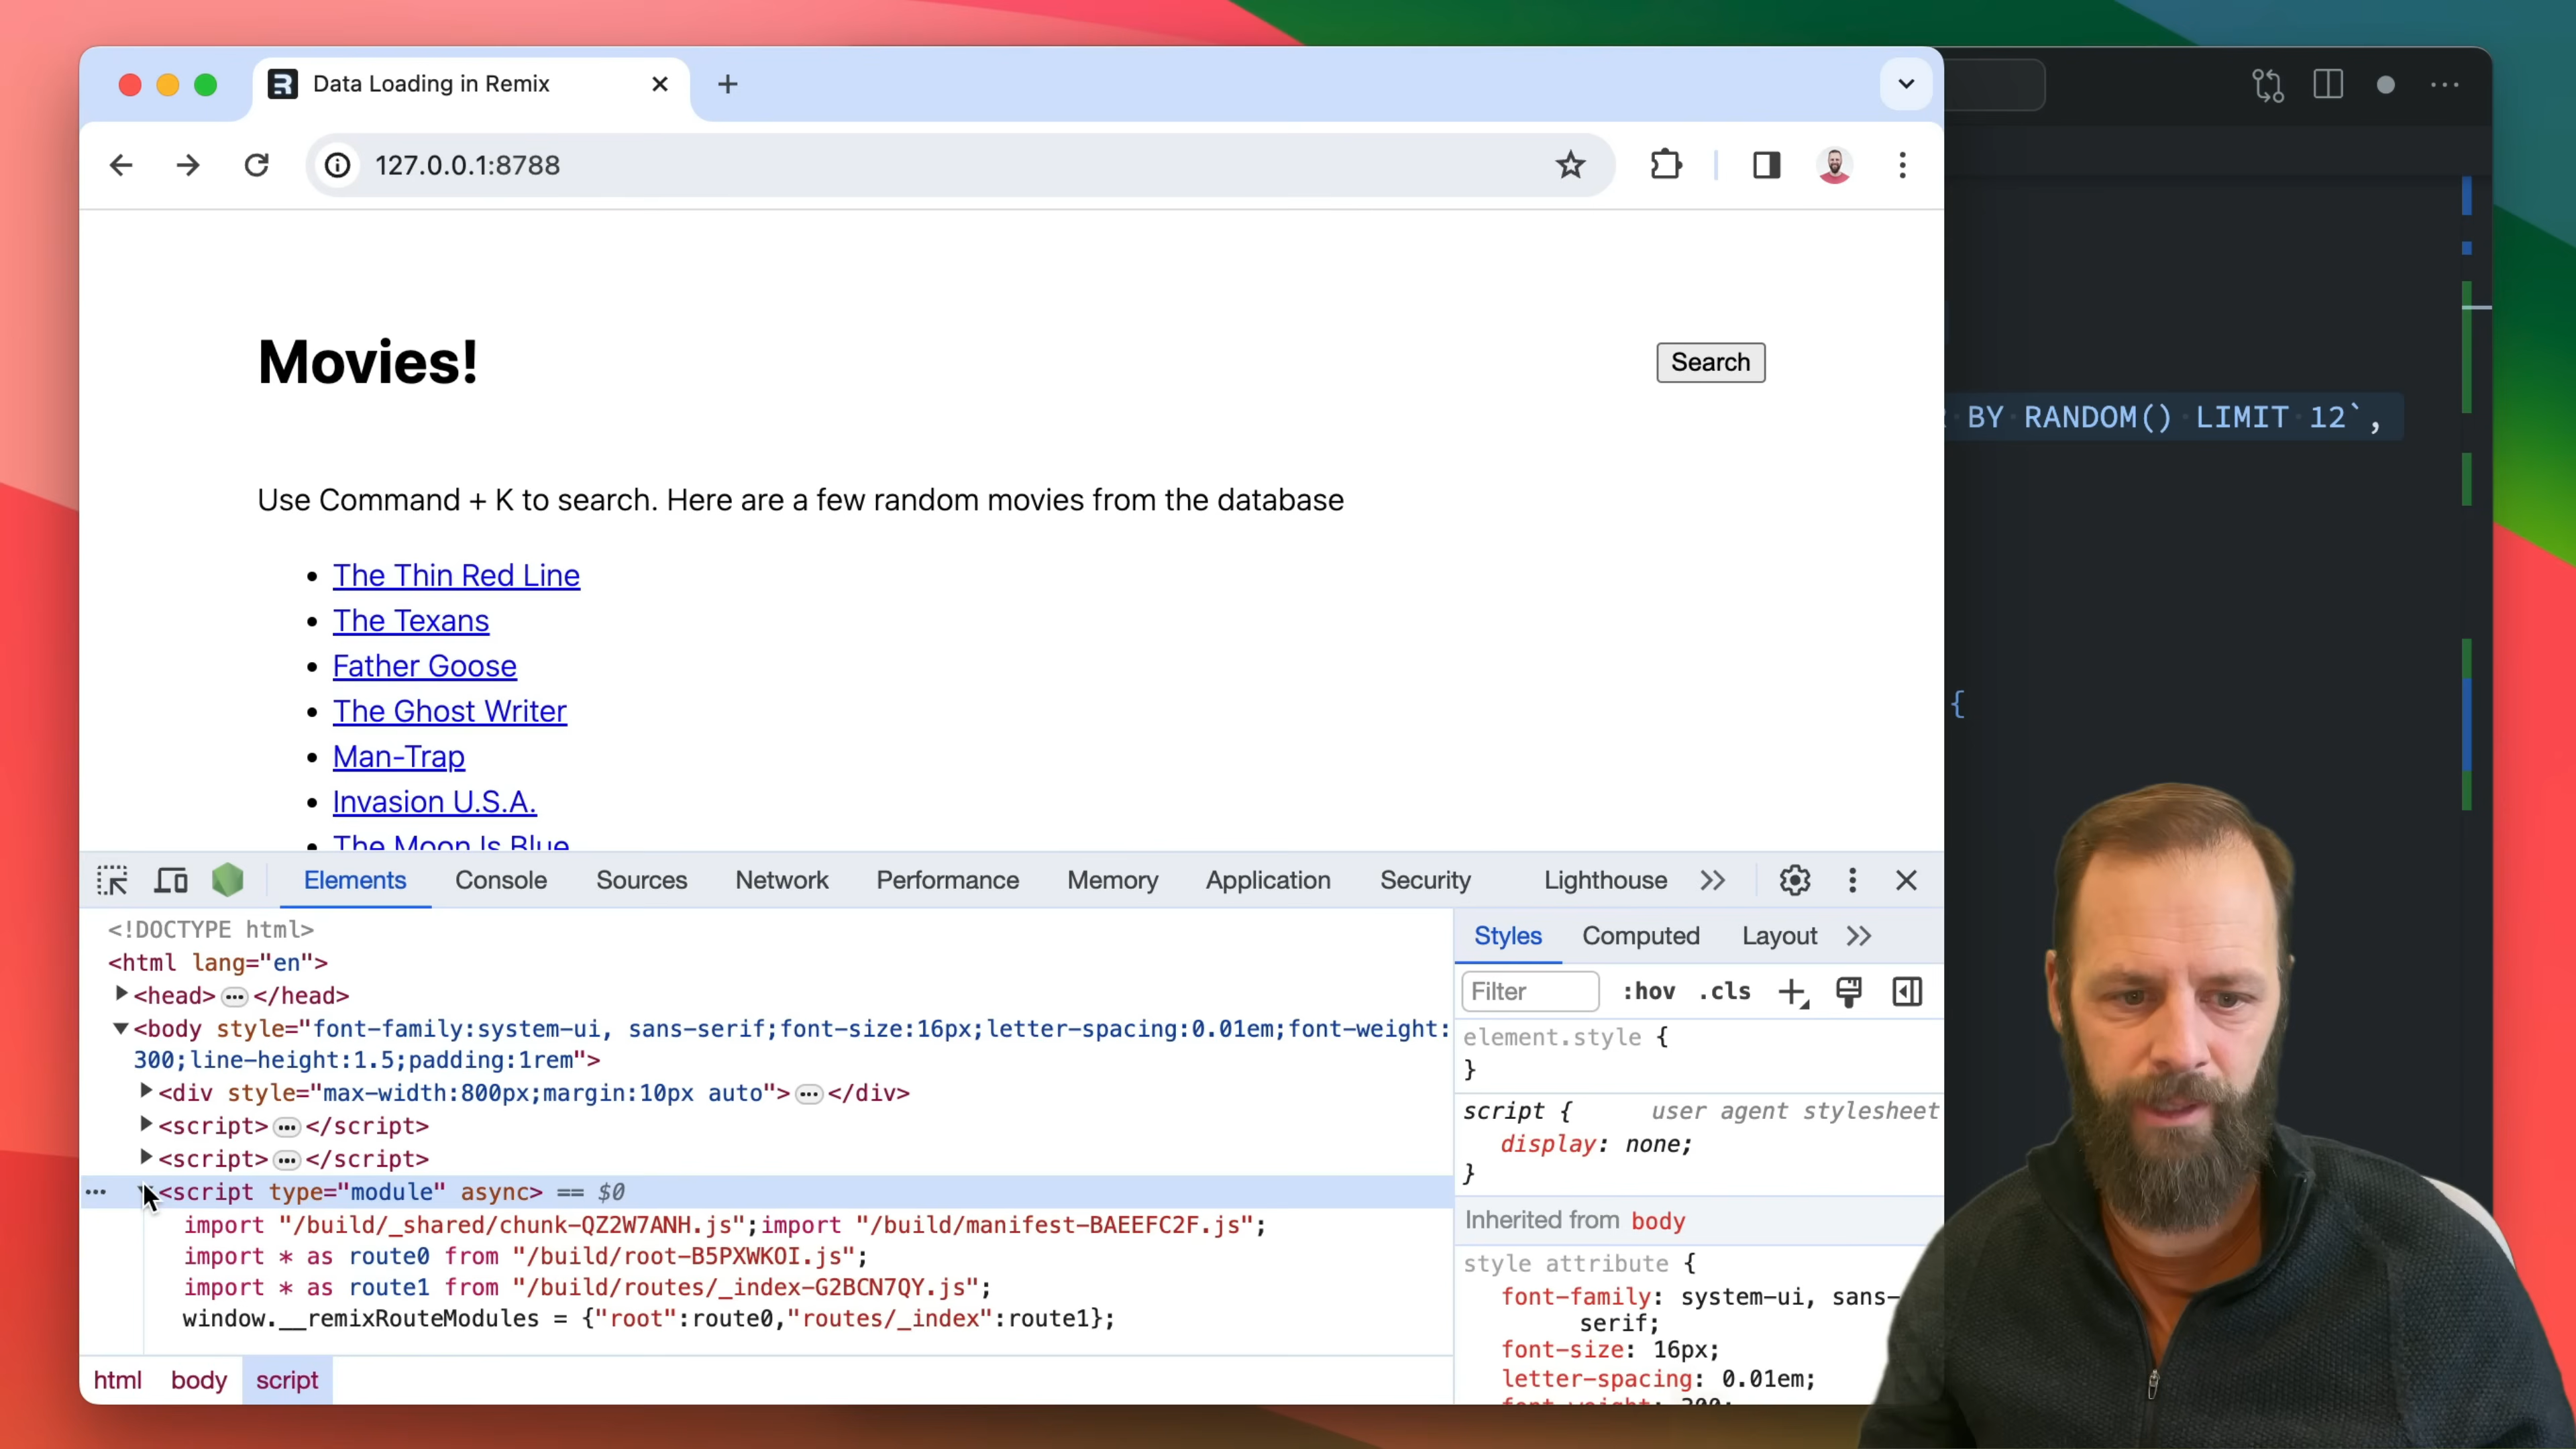 Data Loading in Remix
127.0.0.1:8788
Movies!
Search
BY RANDOM() LIMIT 12`,
Use Command + K to search. Here are a few random movies from the database
• The Thin Red Line
• The Texans
• Father Goose
• The Ghost Writer
{
• Man-Trap
• Invasion U.S.A.
• The Moon Is Blue
Elements Console Sources Network Performance Memory Application Security Lighthouse
<!DOCTYPE html>
<html lang="en">
<head> ••• </head>
<body style="font-family:system-ui, sans-serif;font-size:16px;letter-spacing:0.01em;font-weight:
300;line-height:1.5;padding:1rem">
<div style="max-width:800px;margin:10px auto"> ••• </div>
<script> ••• </script>
<script> ••• </script>
••• <script type="module" async> == $0
import "/build/_shared/chunk-QZ2W7ANH.js";import "/build/manifest-BAEEFC2F.js";
import * as route0 from "/build/root-B5PXWKOI.js";
import * as route1 from "/build/routes/_index-G2BCN7QY.js";
window.__remixRouteModules = {"root":route0,"routes/_index":route1};
html body script
Styles Computed Layout
Filter :hov .cls
element.style {
}
script { user agent stylesheet
display: none;
}
Inherited from body
style attribute {
font-family: system-ui, sans-
serif;
font-size: 16px;
letter-spacing: 0.01em;
font-weight: 300;